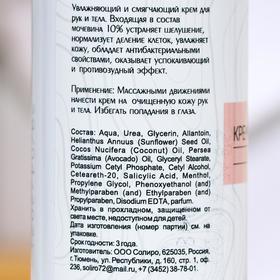 Увлажняющий и смягчающий крем для
рук и тела. Входящая в состав
мочевина 10% устраняет шелушение,
нормализует деление клеток, увлажняет
кожу, обладает антибактериальными
свойствами, оказывает успокаивающий
и противозудный эффект.
Применение: Массажными движениями
нанести крем на очищенную кожу рук
и тела. Избегать попадания в глаза.
Состав: Aqua, Urea, Glycerin, Allantoin,
Helianthus Annuus (Sunflower) Seed Oil,
Cocos Nucifera (Coconut) Oil, Persea
Gratissima (Avocado) Oil, Glyceryl Stearate,
Potassium Cetyl Phosphate, Cetyl Alcohol,
Ceteareth-20, Salicylic Acid, Menthol,
Propylene Glycol, Phenoxyethanol (and)
Methylparaben (and) Ethylparaben (and)
Propylparaben, Disodium EDTA, parfum.
Хранить в прохладном, защищённом от
света месте, недоступном для детей.
Дата изготовления (номер партии) см. на
упаковке.
Срок годности: 3 года.
Изготовитель: ООО Солиро, 625035, Россия,
г. Тюмень, ул. Республики, д. 160, стр. 1, оф.
236, soliro72@mail.ru, +7 (3452) 38-78-01.
КРЕ